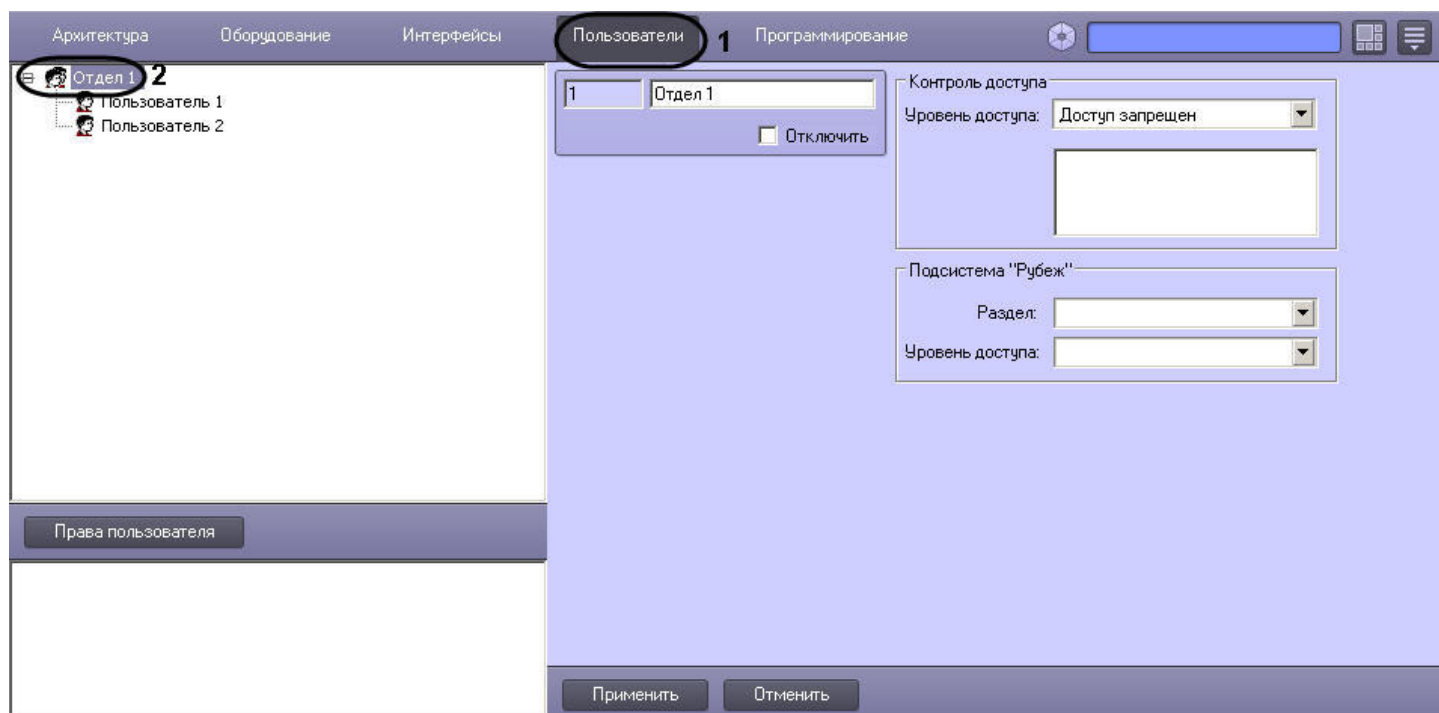 Архитектура Оборудование Интерфейсы Пользователи 1 Программирование
Отдел 1 2
Пользователь 1
Пользователь 2
1 Отдел 1
Отключить
Контроль доступа
Уровень доступа: Доступ запрещен
Подсистема "Рубеж"
Раздел:
Уровень доступа:
Права пользователя
Применить Отменить